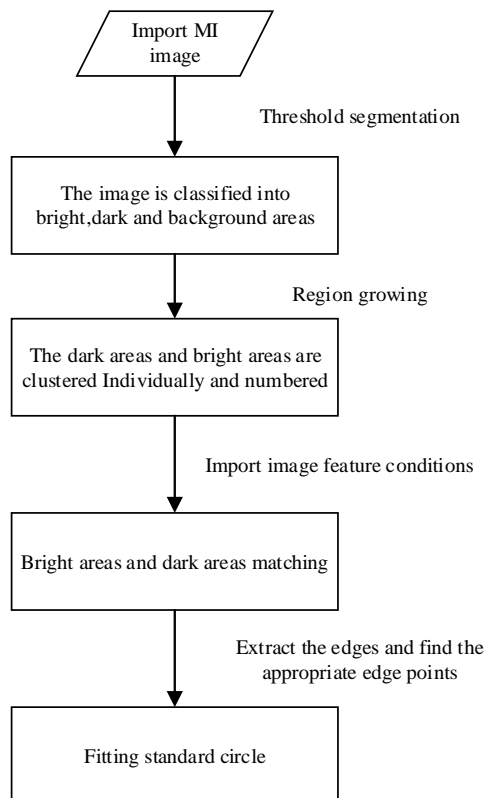 Import MI
image
Threshold segmentation
The image is classified into
bright,dark and background areas
Region growing
The dark areas and bright areas are
clustered Individually and numbered
Import image feature conditions
Bright areas and dark areas matching
Extract the edges and find the
appropriate edge points
Fitting standard circle